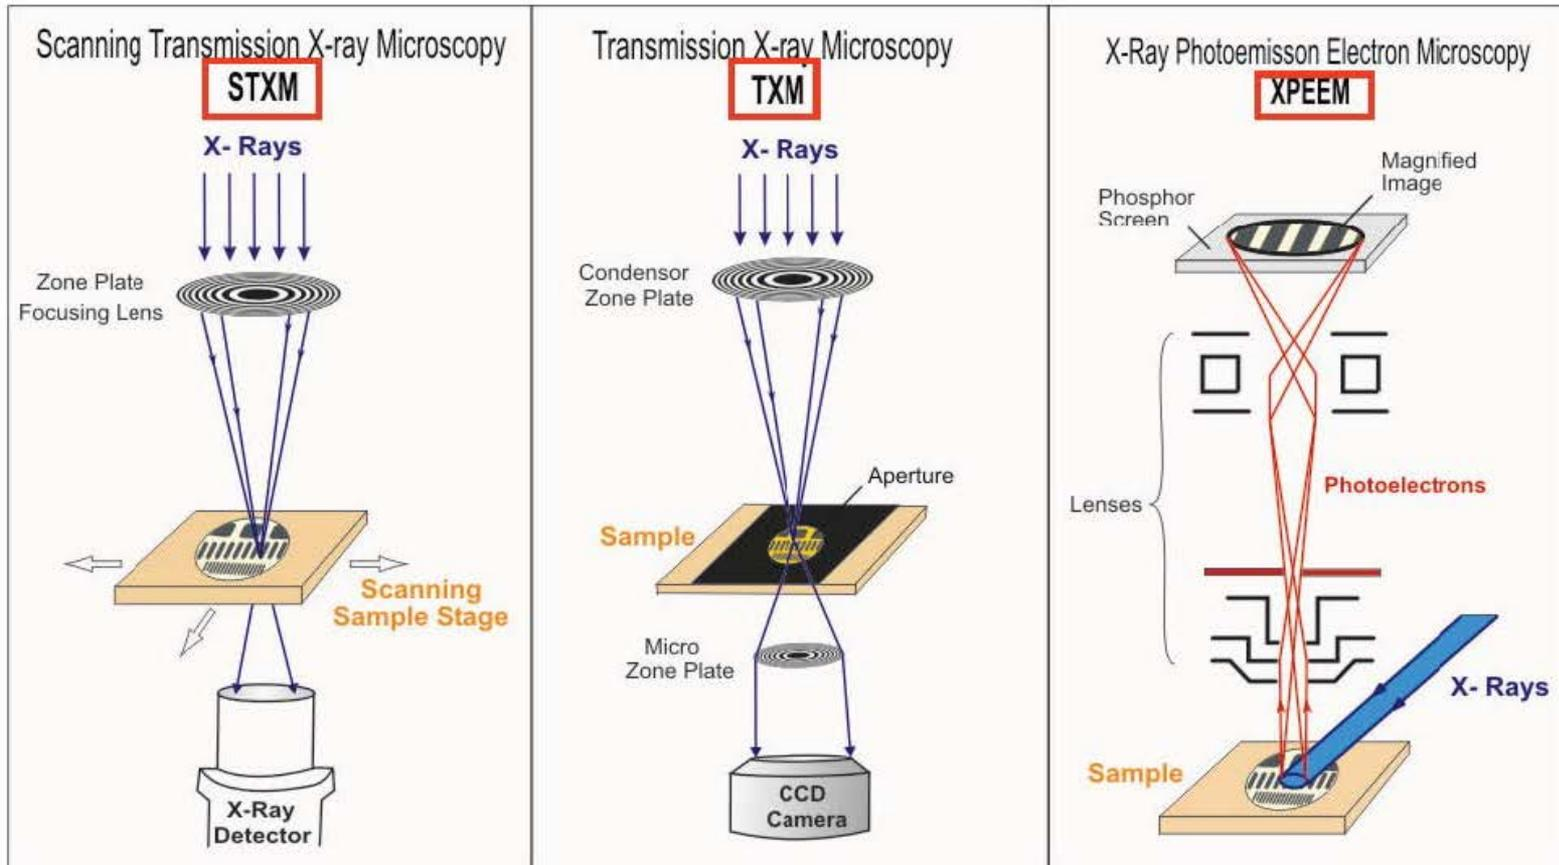 Scanning Transmission X-ray Microscopy
STXM
X- Rays
Zone Plate
Focusing Lens
Scanning
Sample Stage
X-Ray
Detector
Transmission X-ray Microscopy
TXM
X- Rays
Condensor
Zone Plate
Aperture
Sample
Micro
Zone Plate
CCD
Camera
X-Ray Photoemisson Electron Microscopy
XPEEM
Magnified
Image
Phosphor
Screen
Lenses
Photoelectrons
X- Rays
Sample